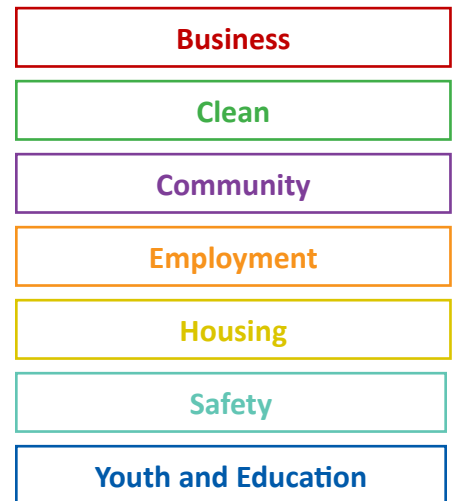 Business
Clean
Community
Employment
Housing
Safety
Youth and Education